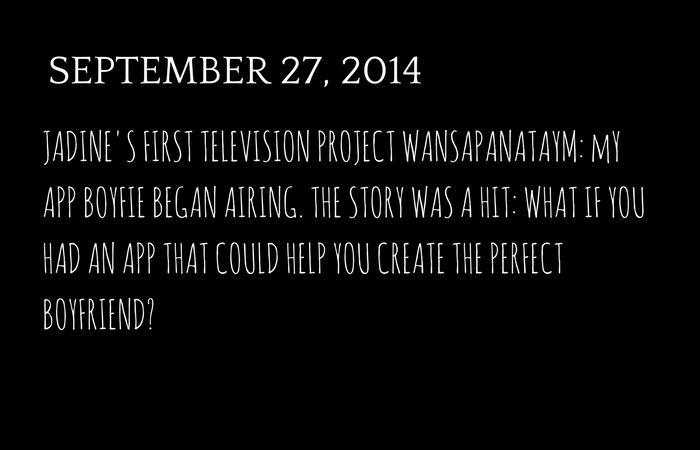 SEPTEMBER 27, 2014
JADINE'S FIRST TELEVISION PROJECT WANSAPANATAYM: MY
APP BOYFIE BEGAN AIRING. THE STORY WAS A HIT: WHAT IF YOU
HAD AN APP THAT COULD HELP YOU CREATE THE PERFECT
BOYFRIEND?